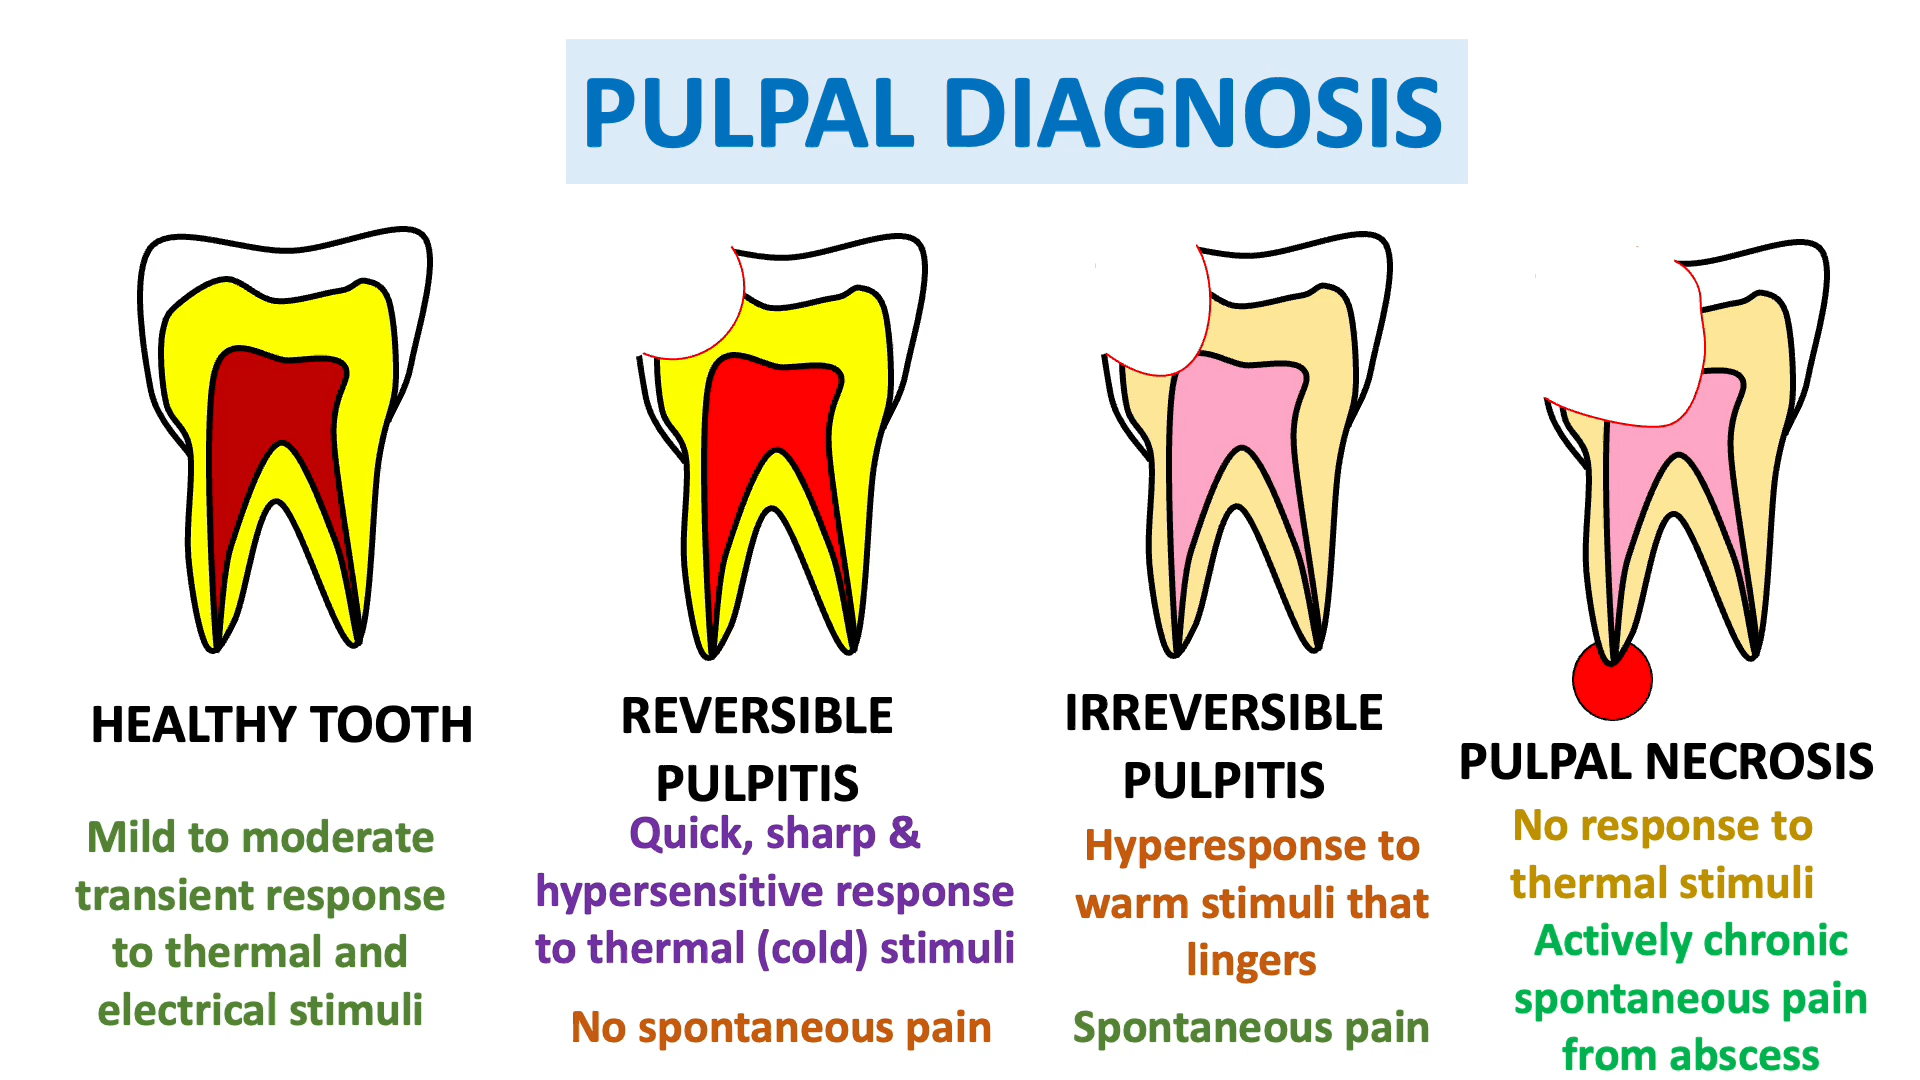 PULPAL DIAGNOSIS
HEALTHY TOOTH
Mild to moderate
transient response
to thermal and
electrical stimuli
REVERSIBLE
PULPITIS
Quick, sharp &
hypersensitive response
to thermal (cold) stimuli
No spontaneous pain
IRREVERSIBLE
PULPITIS
Hyperesponse to
warm stimuli that
lingers
Spontaneous pain
PULPAL NECROSIS
No response to
thermal stimuli
Actively chronic
spontaneous pain
from abscess